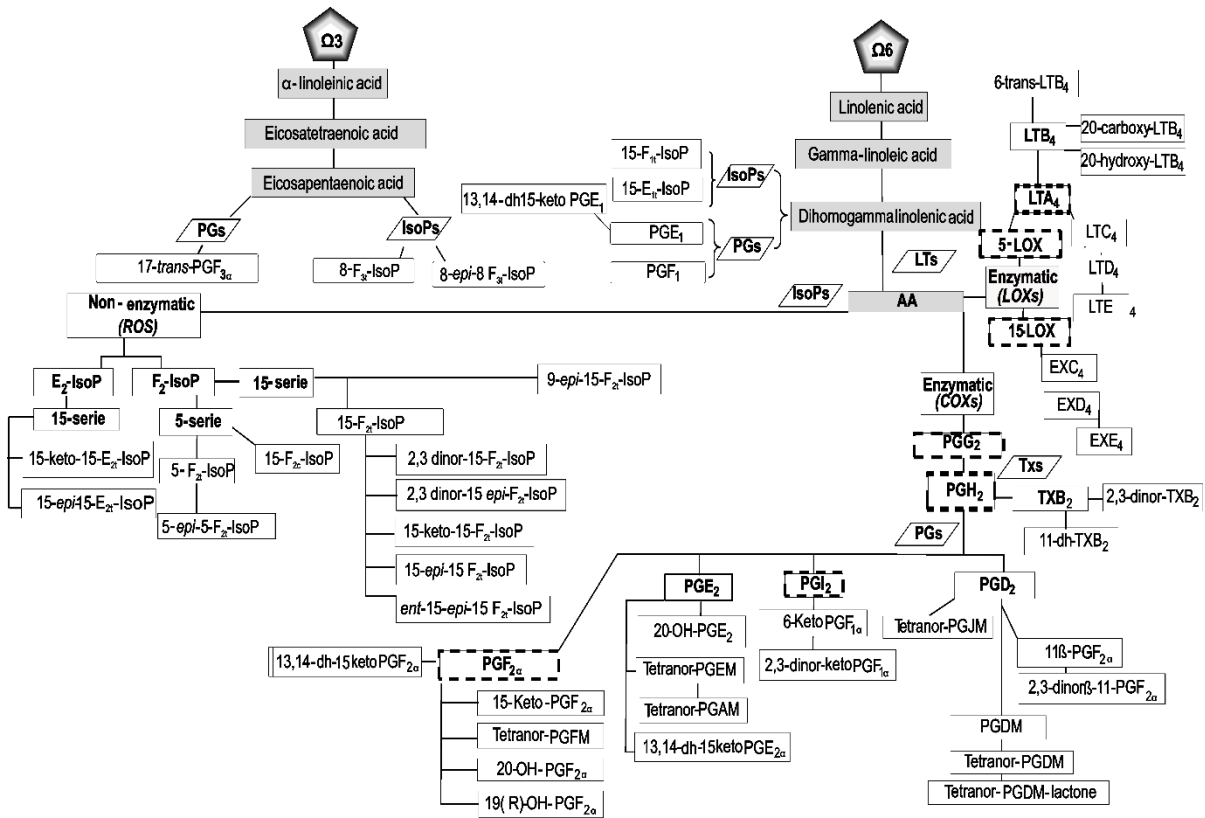 Ω3
α- linoleinic acid
Eicosatetraenoic acid
Eicosapentaenoic acid
PGs
IsoPs
17-trans-PGF3α
8-F3t-IsoP
8-epi-8 F3t-IsoP
Ω6
Linolenic acid
Gamma-linoleic acid
Dihomogammalinolenic acid
15-F1t-IsoP
15-E1t-IsoP
IsoPs
13,14-dh15-keto PGE1
PGE1
PGF1
PGs
6-trans-LTB4
LTB4
20-carboxy-LTB4
20-hydroxy-LTB4
LTA4
5-LOX
LTC4
LTD4
LTE 4
LTs
Enzymatic
(LOXs)
15-LOX
EXC4
EXD4
EXE4
IsoPs
AA
Non-enzymatic
(ROS)
E2-IsoP
F2-IsoP
15-serie
9-epi-15-F2t-IsoP
15-serie
5-serie
15-F2t-IsoP
15-keto-15-E2t-IsoP
15-epi-15-E2t-IsoP
5- F2t-IsoP
5-epi-5-F2t-IsoP
15-F2c-IsoP
2,3 dinor-15-F2t-IsoP
2,3 dinor-15 epi-F2t-IsoP
15-keto-15-F2t-IsoP
15-epi-15 F2t-IsoP
ent-15-epi-15 F2t-IsoP
Enzymatic
(COXs)
PGG2
PGH2
Txs
TXB2
2,3-dinor-TXB2
11-dh-TXB2
PGs
PGE2
PGI2
PGD2
20-OH-PGE2
Tetranor-PGEM
Tetranor-PGAM
13,14-dh-15ketoPGE2α
6-Keto PGF1α
2,3-dinor-ketoPGF1α
Tetranor-PGJM
11ß-PGF2α
2,3-dinorß-11-PGF2α
PGDM
Tetranor-PGDM
Tetranor-PGDM-lactone
13,14-dh-15ketoPGF2α
PGF2α
15-Keto-PGF2α
Tetranor-PGFM
20-OH-PGF2α
19( R)-OH-PGF2α